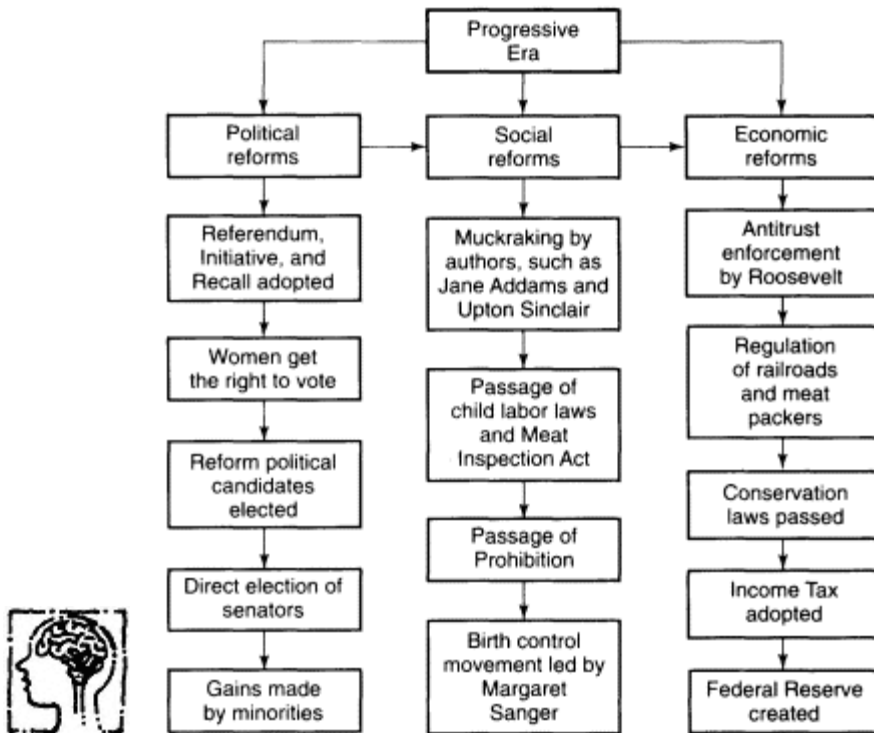 Progressive
Era
Political
reforms
Social
reforms
Economic
reforms
Referendum,
Initiative, and
Recall adopted
Women get
the right to vote
Reform political
candidates
elected
Direct election of
senators
Gains made
by minorities
Muckraking by
authors, such as
Jane Addams and
Upton Sinclair
Passage of
child labor laws
and Meat
Inspection Act
Passage of
Prohibition
Birth control
movement led by
Margaret
Sanger
Antitrust
enforcement
by Roosevelt
Regulation
of railroads
and meat
packers
Conservation
laws passed
Income Tax
adopted
Federal Reserve
created